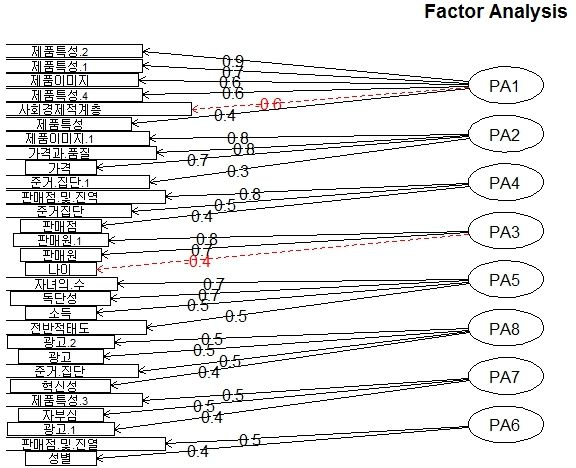 Factor Analysis
제품특성.2
제품특성.1
제품이미지
제품특성.4
사회경제적계층
제품특성
제품이미지.1
가격과.품질
가격
준거.집단.1
판매점.및.진역
준거집단
판매점
판매원.1
판매원
나이
자녀의.수
독단성
소득
전반적태도
광고.2
광고
준거.집단
혁신성
제품특성.3
자부심
광고.1
판매점.및.진열
성별
0.9
0.7
0.6
0.6
-0.6
0.4
0.8
0.8
0.7
0.3
0.8
0.5
0.4
0.8
0.7
-0.4
0.7
0.7
0.5
0.5
0.5
0.5
0.5
0.4
0.5
0.5
0.4
0.5
0.4
PA1
PA2
PA4
PA3
PA5
PA8
PA7
PA6